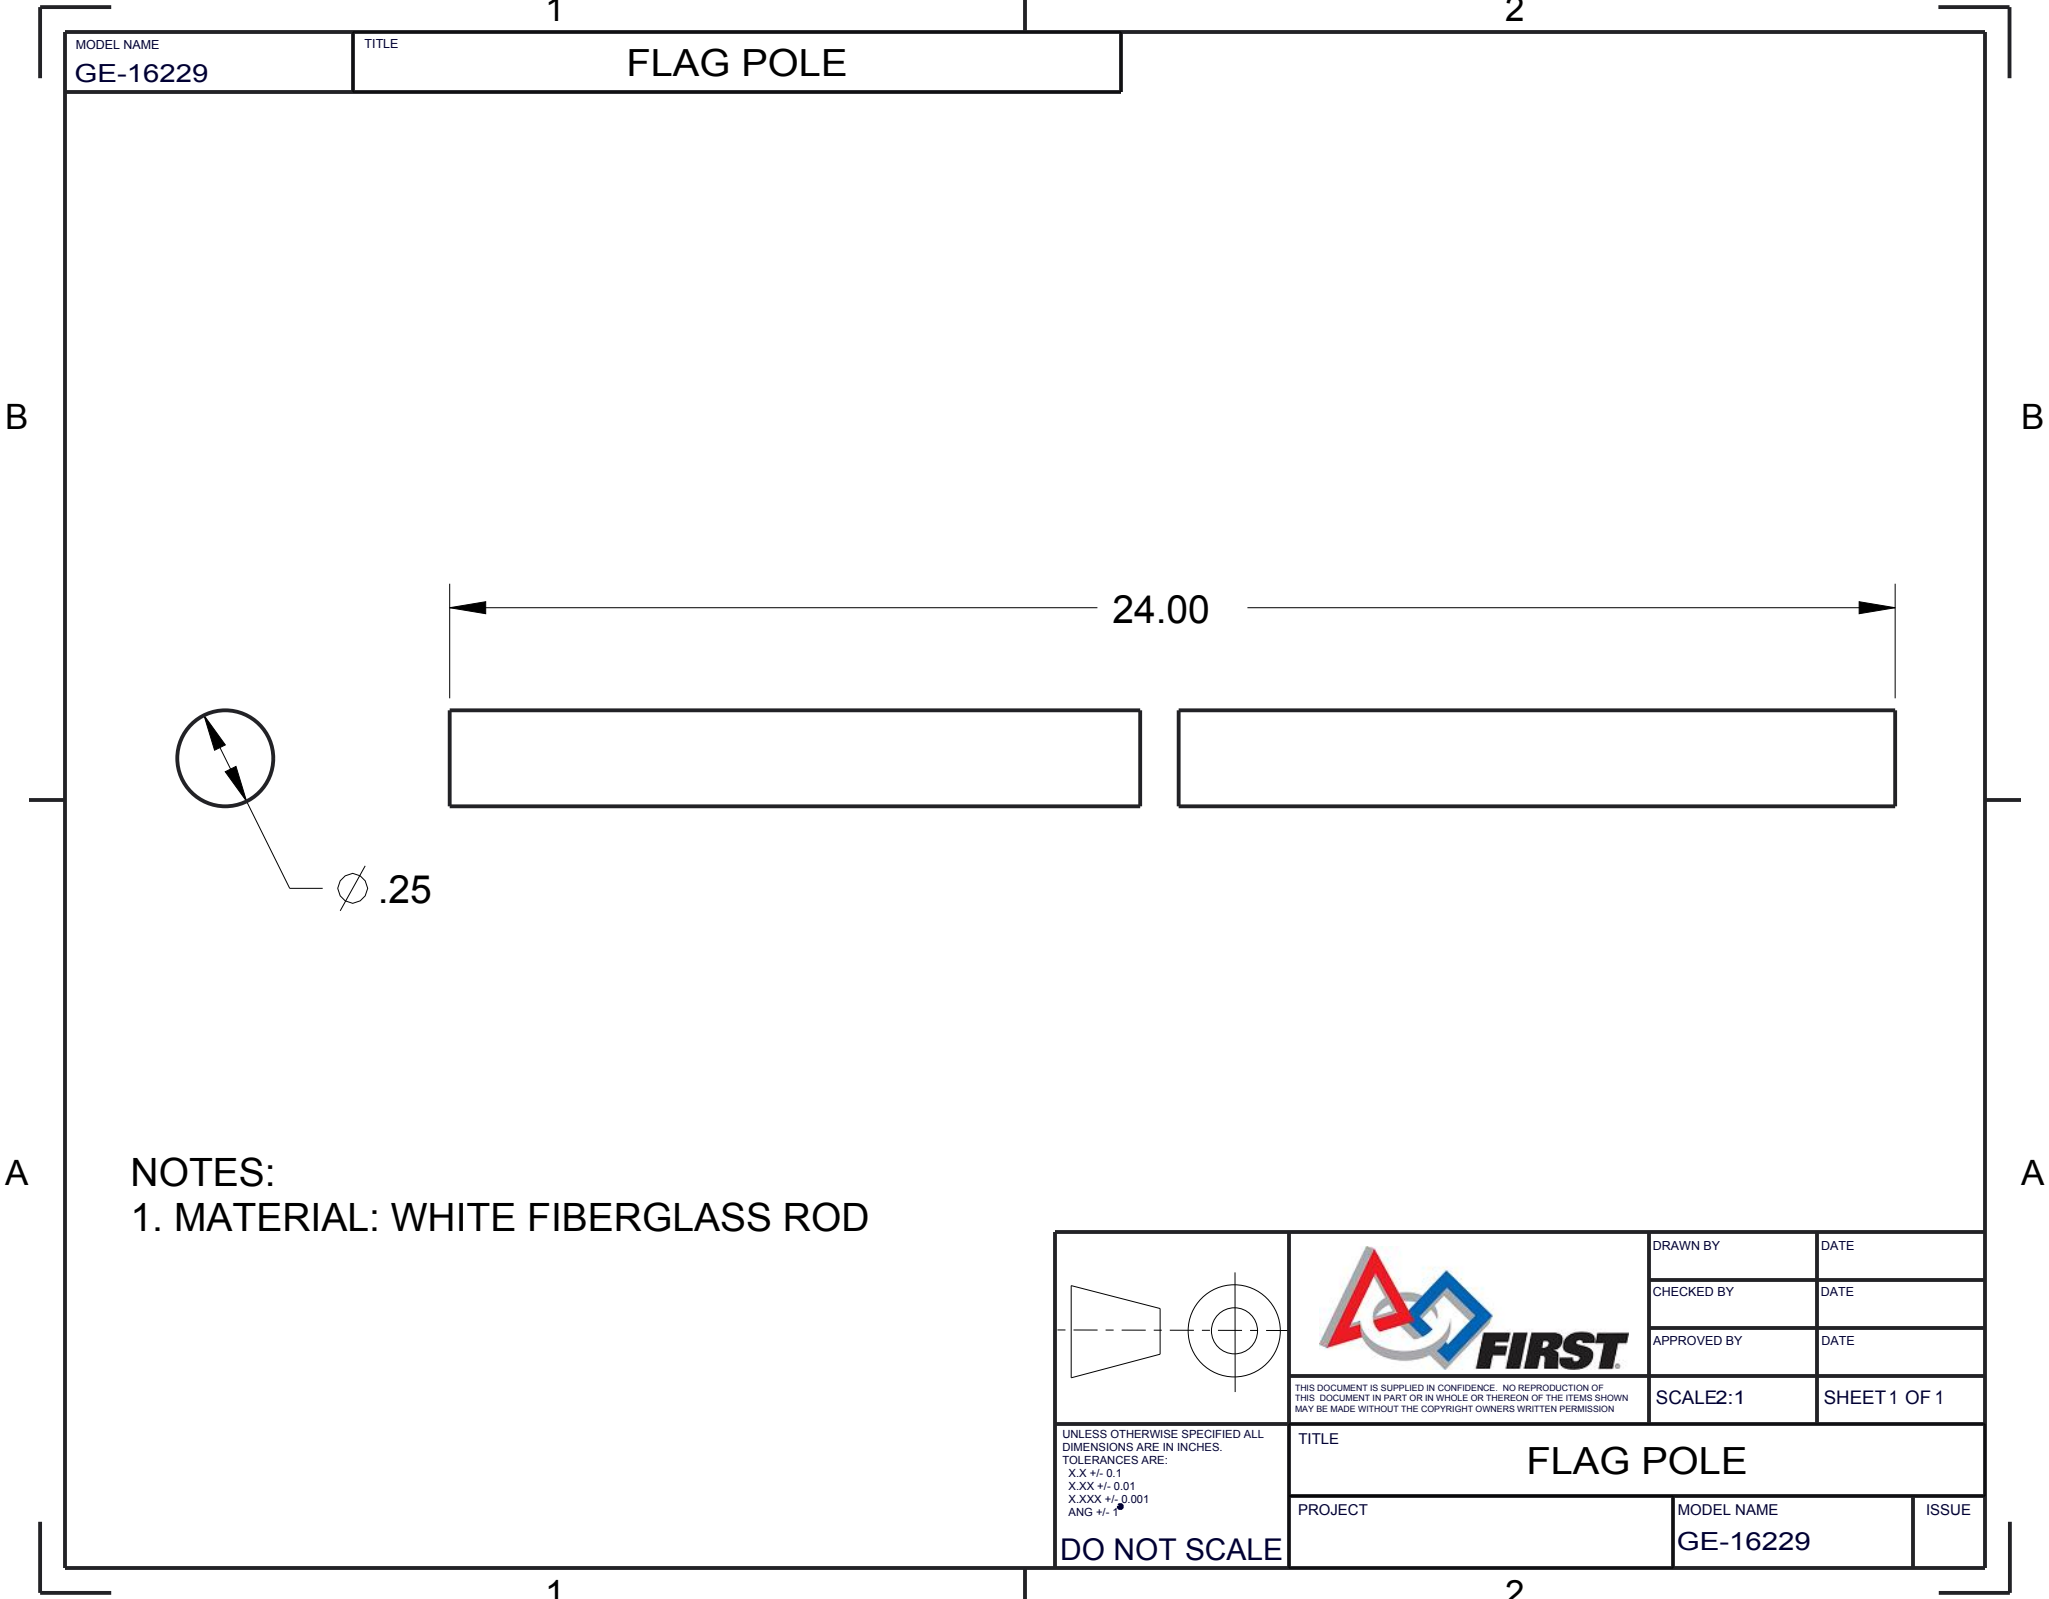 1
2
MODEL NAME
GE-16229
TITLE
FLAG POLE
B
B
24.00
∅ .25
A
A
NOTES:
1. MATERIAL: WHITE FIBERGLASS ROD
FIRST
DRAWN BY
DATE
CHECKED BY
DATE
APPROVED BY
DATE
THIS DOCUMENT IS SUPPLIED IN CONFIDENCE. NO REPRODUCTION OF
THIS DOCUMENT IN PART OR IN WHOLE OR THEREON OF THE ITEMS SHOWN
MAY BE MADE WITHOUT THE COPYRIGHT OWNERS WRITTEN PERMISSION
SCALE2:1
SHEET 1 OF 1
UNLESS OTHERWISE SPECIFIED ALL
DIMENSIONS ARE IN INCHES.
TOLERANCES ARE:
X.X +/- 0.1
X.XX +/- 0.01
X.XXX +/- 0.001
ANG +/- 1°
DO NOT SCALE
TITLE
FLAG POLE
PROJECT
MODEL NAME
GE-16229
ISSUE
1
2